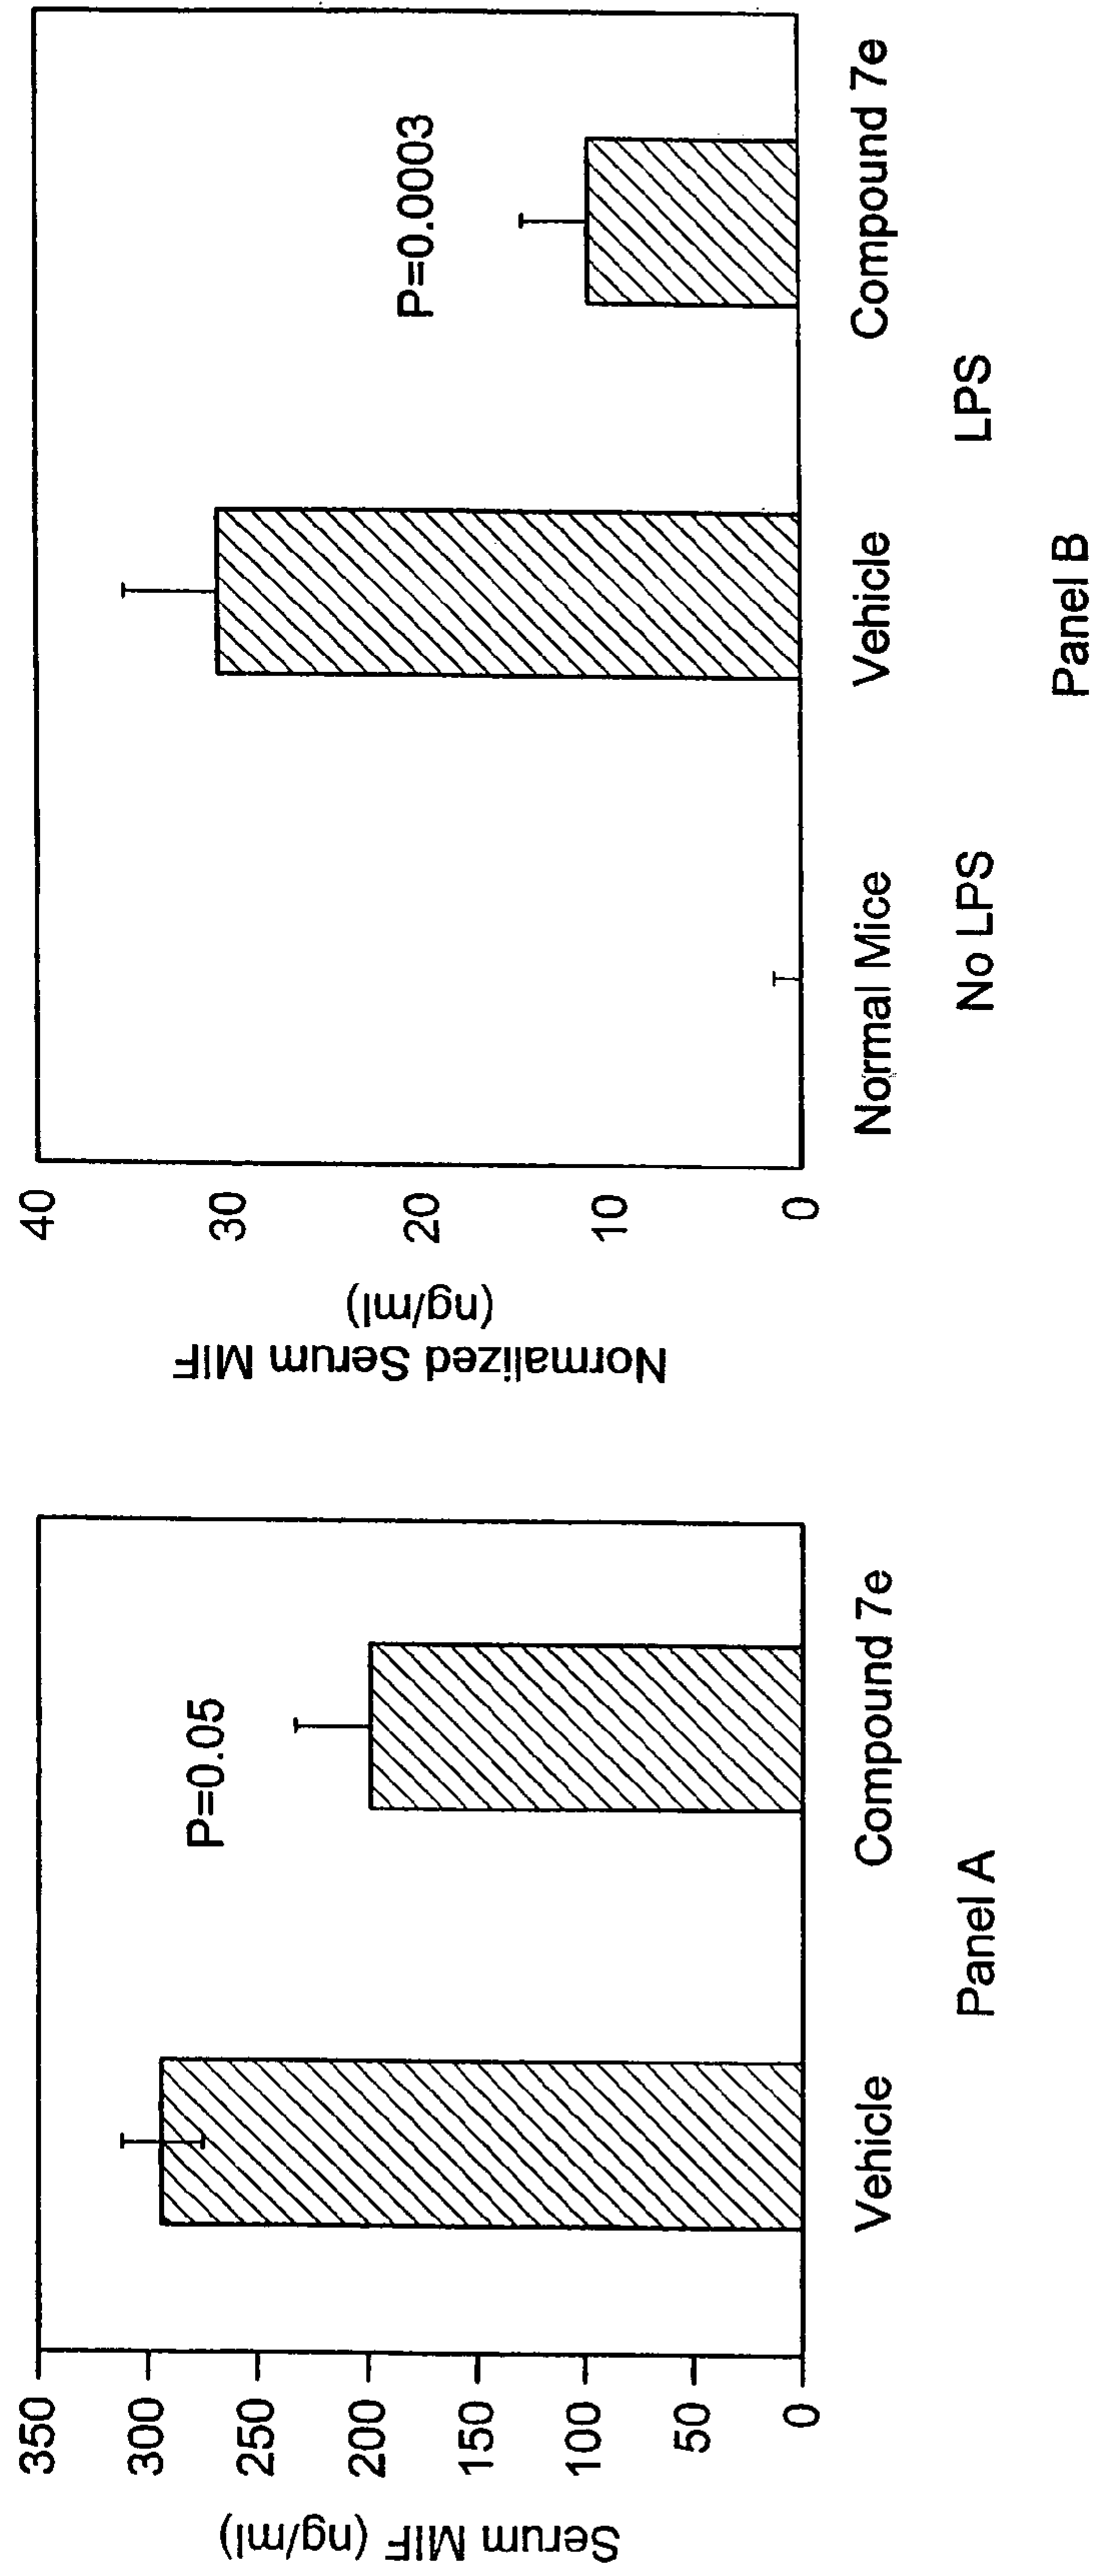 Serum MIF (ng/ml)
350
300
250
200
150
100
50
0
P=0.05
Vehicle
Compound 7e
Panel A
Normalized Serum MIF
(ng/ml)
40
30
20
10
0
P=0.0003
Normal Mice
Vehicle
Compound 7e
No LPS
LPS
Panel B